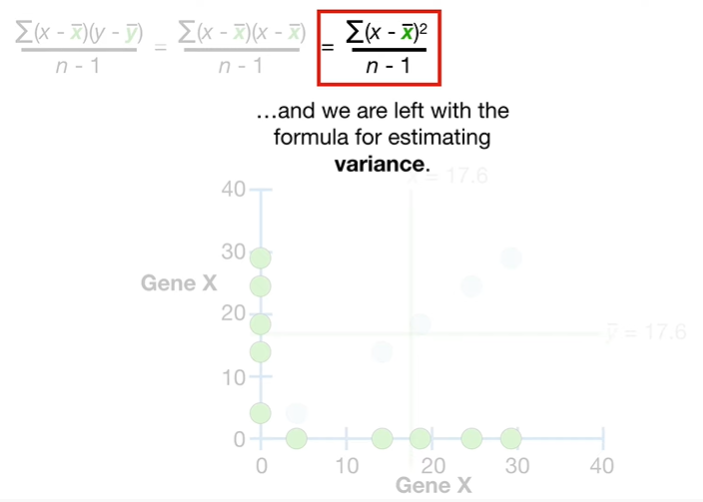 ∑(x - x̅)(y - y̅) / n - 1 = ∑(x - x̅)(x - x̅) / n - 1 = ∑(x - x̅)² / n - 1
…and we are left with the
formula for estimating
variance.
= 17.6
40
30
Gene X
20
y̅ = 17.6
10
0
0 10 20 30 40
Gene X